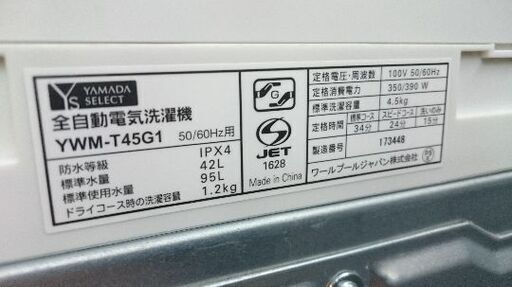 YS YAMADA SELECT
全自動電気洗濯機
YWM-T45G1 50/60Hz用
防水等級 IPX4
標準水量 42L
標準使用水量 95L
ドライコース時の洗濯容量 1.2kg
G
S
JET
1628
Made in China
定格電圧・周波数 100V 50/60Hz
定格消費電力 350/390 W
標準洗濯容量 4.5kg
定格時間 標準コース 34分 スピードコース 24分 洗いのみ 15分
製造番号 173448
ワールプールジャパン株式会社